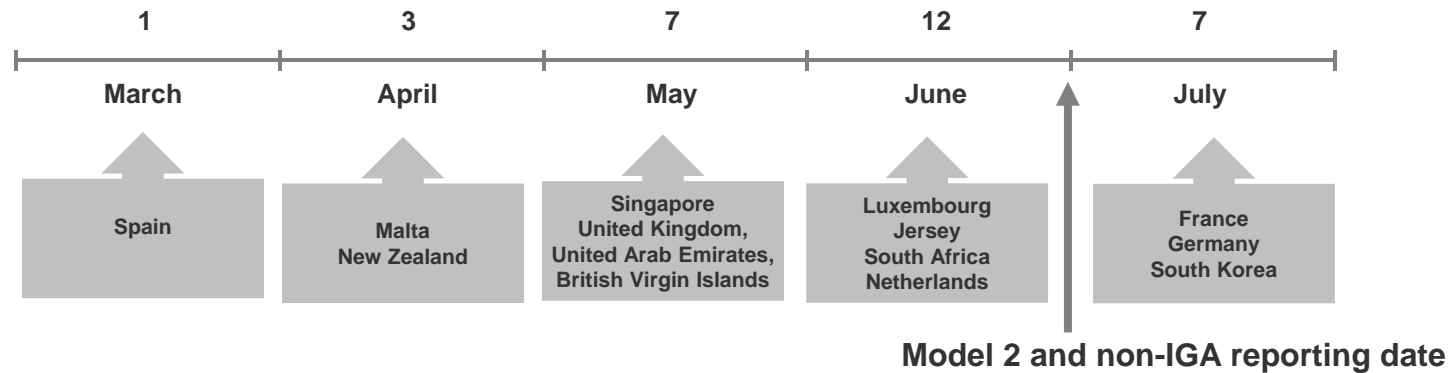 1 3 7 12 7
March April May June July
Spain
Malta
New Zealand
Singapore
United Kingdom,
United Arab Emirates,
British Virgin Islands
Luxembourg
Jersey
South Africa
Netherlands
France
Germany
South Korea
Model 2 and non-IGA reporting date